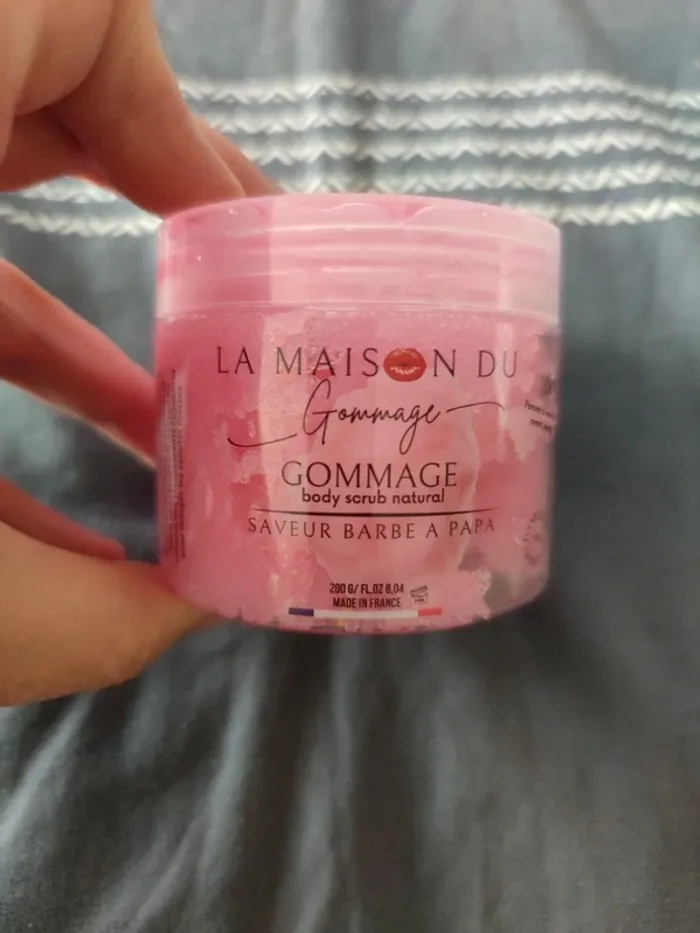 LA MAISON DU
Gommage
GOMMAGE
body scrub natural
SAVEUR BARBE A PAPA
200 G/ FL.OZ 8,04
MADE IN FRANCE